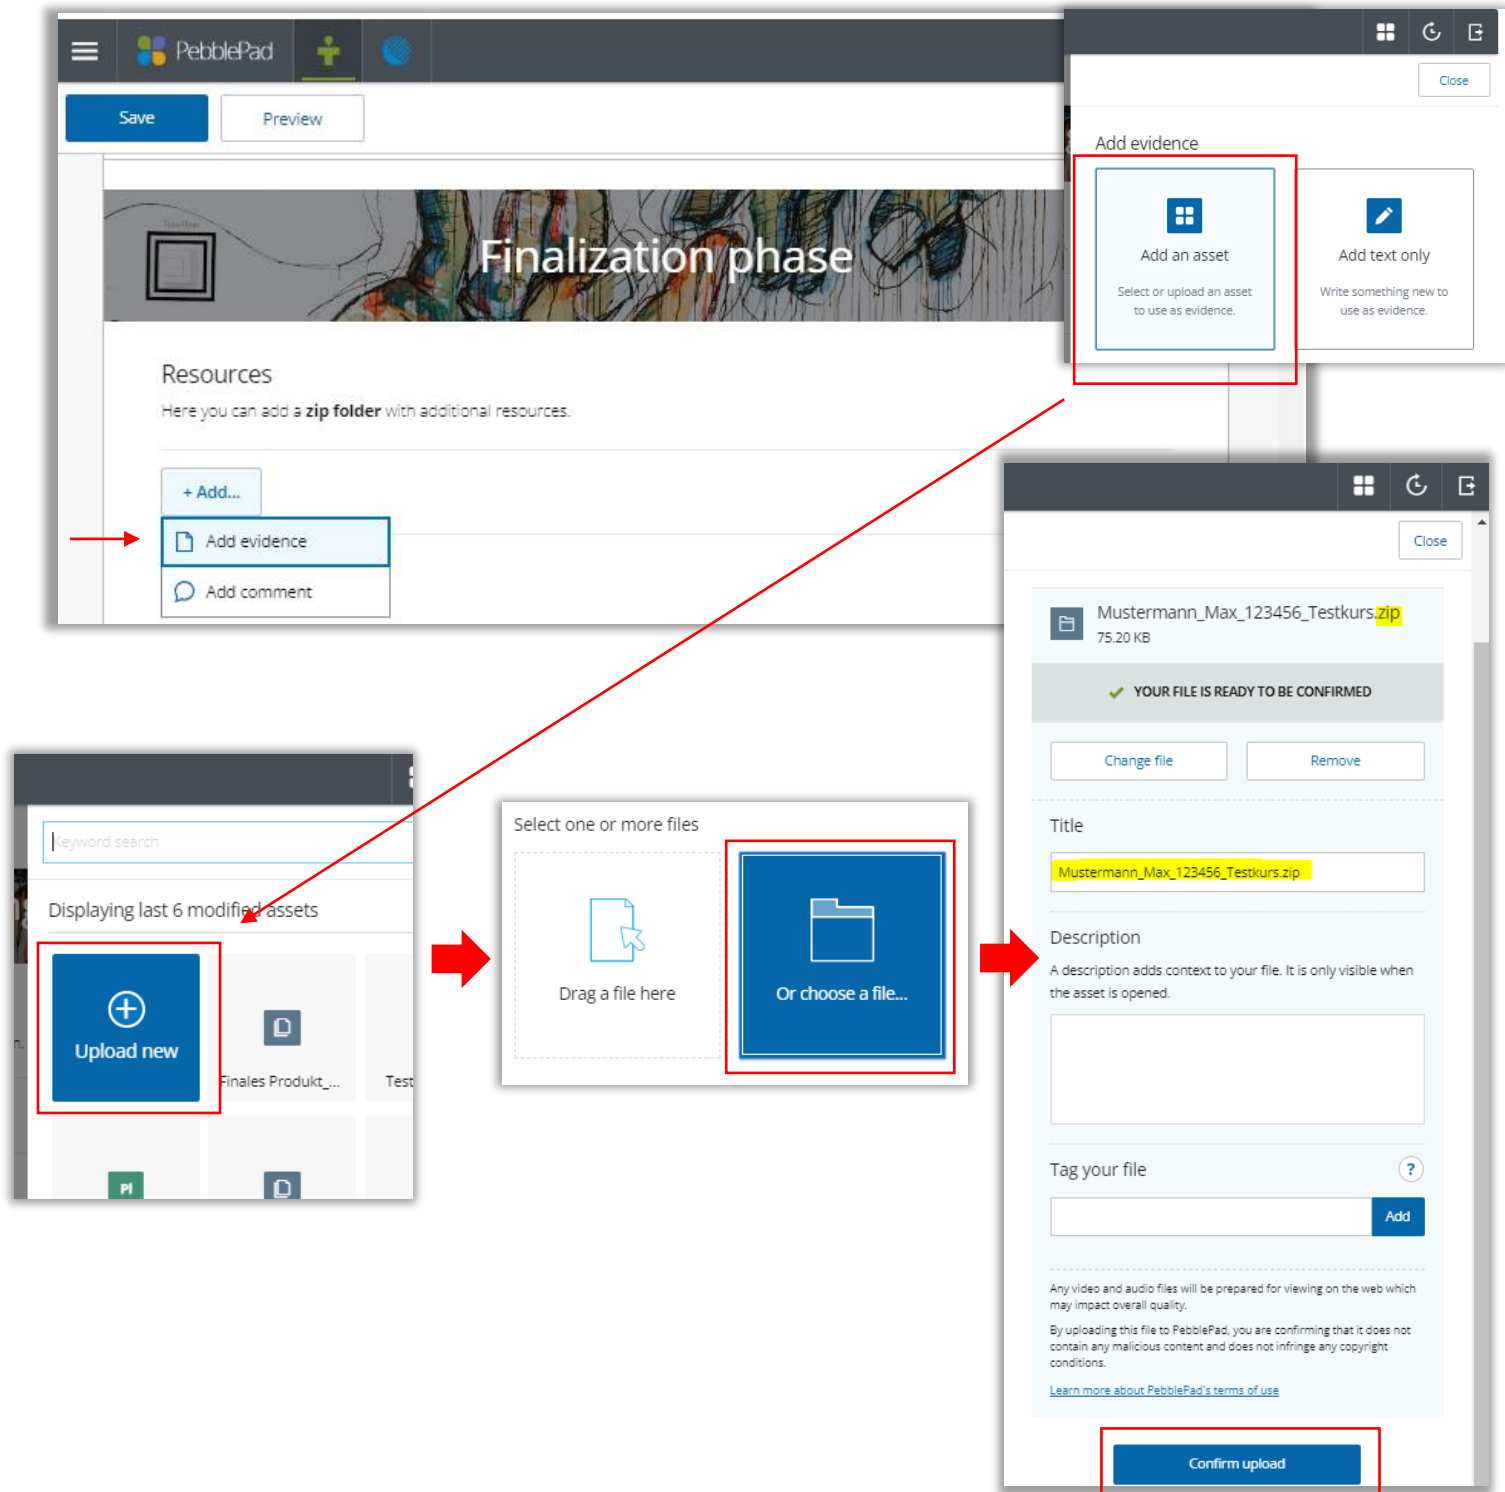 PebblePad
Save
Preview
Finalization phase
Resources
Here you can add a zip folder with additional resources.
+ Add...
Add evidence
Add comment
Close
Add evidence
Add an asset
Select or upload an asset
to use as evidence.
Add text only
Write something new to
use as evidence.
Keyword search
Displaying last 6 modified assets
Upload new
Finales Produkt_...
Test
PI
n.
Select one or more files
Drag a file here
Or choose a file...
Close
Mustermann_Max_123456_Testkurs.zip
75.20 KB
YOUR FILE IS READY TO BE CONFIRMED
Change file
Remove
Title
Mustermann_Max_123456_Testkurs.zip
Description
A description adds context to your file. It is only visible when
the asset is opened.
Tag your file
?
Add
Any video and audio files will be prepared for viewing on the web which
may impact overall quality.
By uploading this file to PebblePad, you are confirming that it does not
contain any malicious content and does not infringe any copyright
conditions.
Learn more about PebblePad's terms of use
Confirm upload